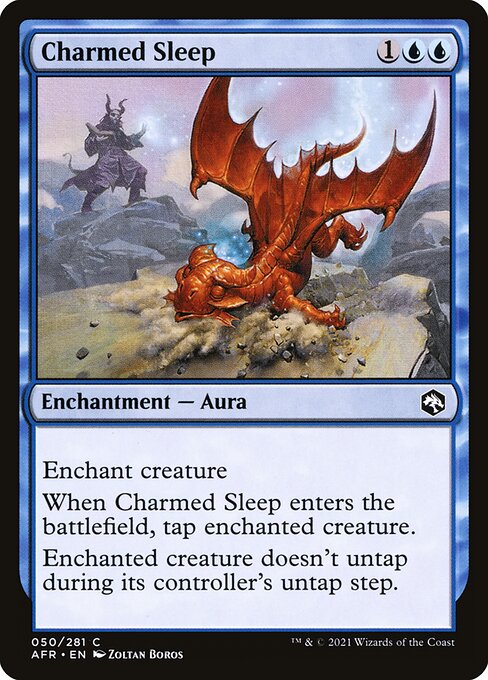 Charmed Sleep 1
Enchantment — Aura
Enchant creature
When Charmed Sleep enters the
battlefield, tap enchanted creature.
Enchanted creature doesn't untap
during its controller's untap step.
050/281 C
™ & © 2021 Wizards of the Coast
AFR • EN Zoltan Boros